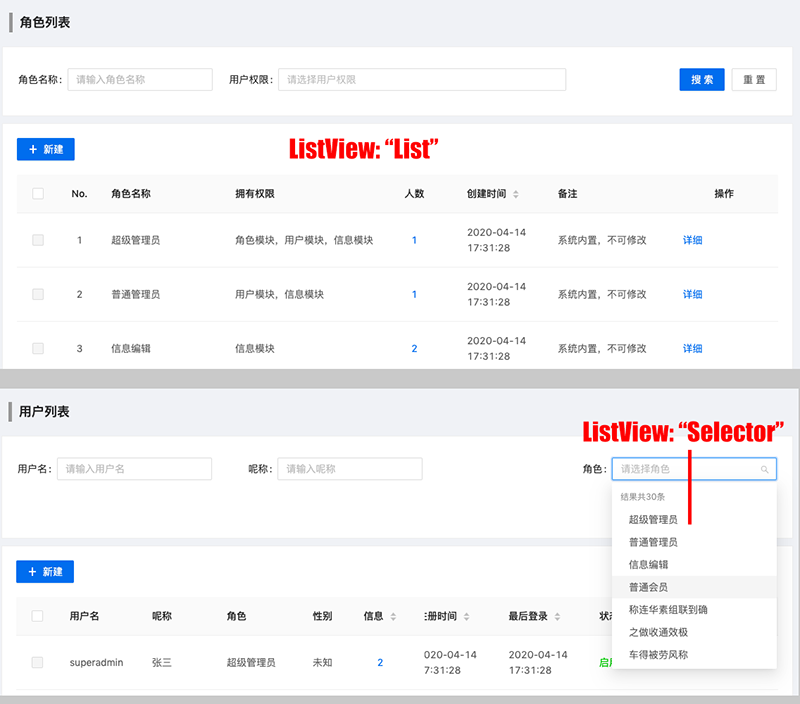 角色列表
角色名称： 请输入角色名称 用户权限： 请选择用户权限 搜 索 重 置
+ 新建
ListView: “List”
No. 角色名称 拥有权限 人数 创建时间 备注 操作
1 超级管理员 角色模块，用户模块，信息模块 1 2020-04-14 17:31:28 系统内置，不可修改 详细
2 普通管理员 用户模块，信息模块 1 2020-04-14 17:31:28 系统内置，不可修改 详细
3 信息编辑 信息模块 2 2020-04-14 17:31:28 系统内置，不可修改 详细
用户列表
ListView: “Selector”
用户名： 请输入用户名 昵称： 请输入昵称 角色： 请选择角色
结果共30条
超级管理员
普通管理员
信息编辑
普通会员
称连华素组联到确
之做收通效极
车得被劳风称
+ 新建
用户名 昵称 角色 性别 信息 册时间 最后登录
superadmin 张三 超级管理员 未知 2 020-04-14 7:31:28 2020-04-14 17:31:28